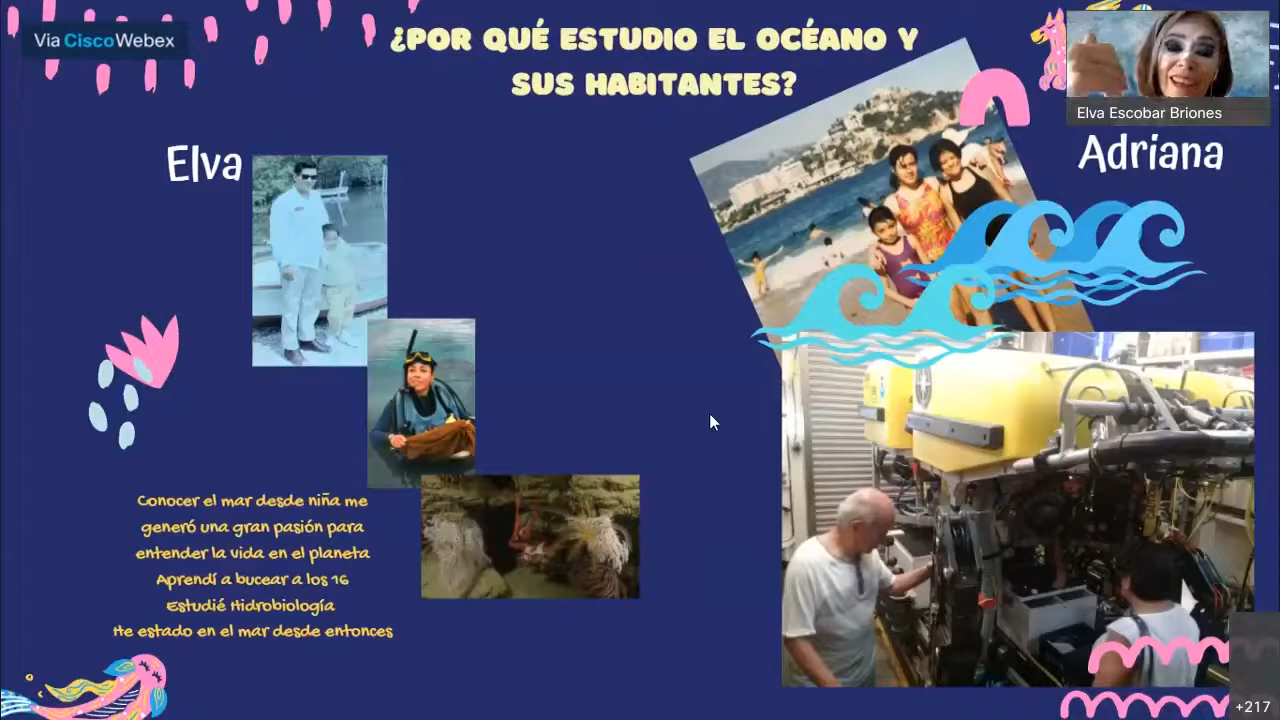 Via CiscoWebex
¿POR QUÉ ESTUDIO EL OCÉANO Y
SUS HABITANTES?
Elva Escobar Briones
Elva
Adriana
Conocer el mar desde niña me
generó una gran pasión para
entender la vida en el planeta
Aprendí a bucear a los 16
Estudié Hidrobiología
He estado en el mar desde entonces
+217